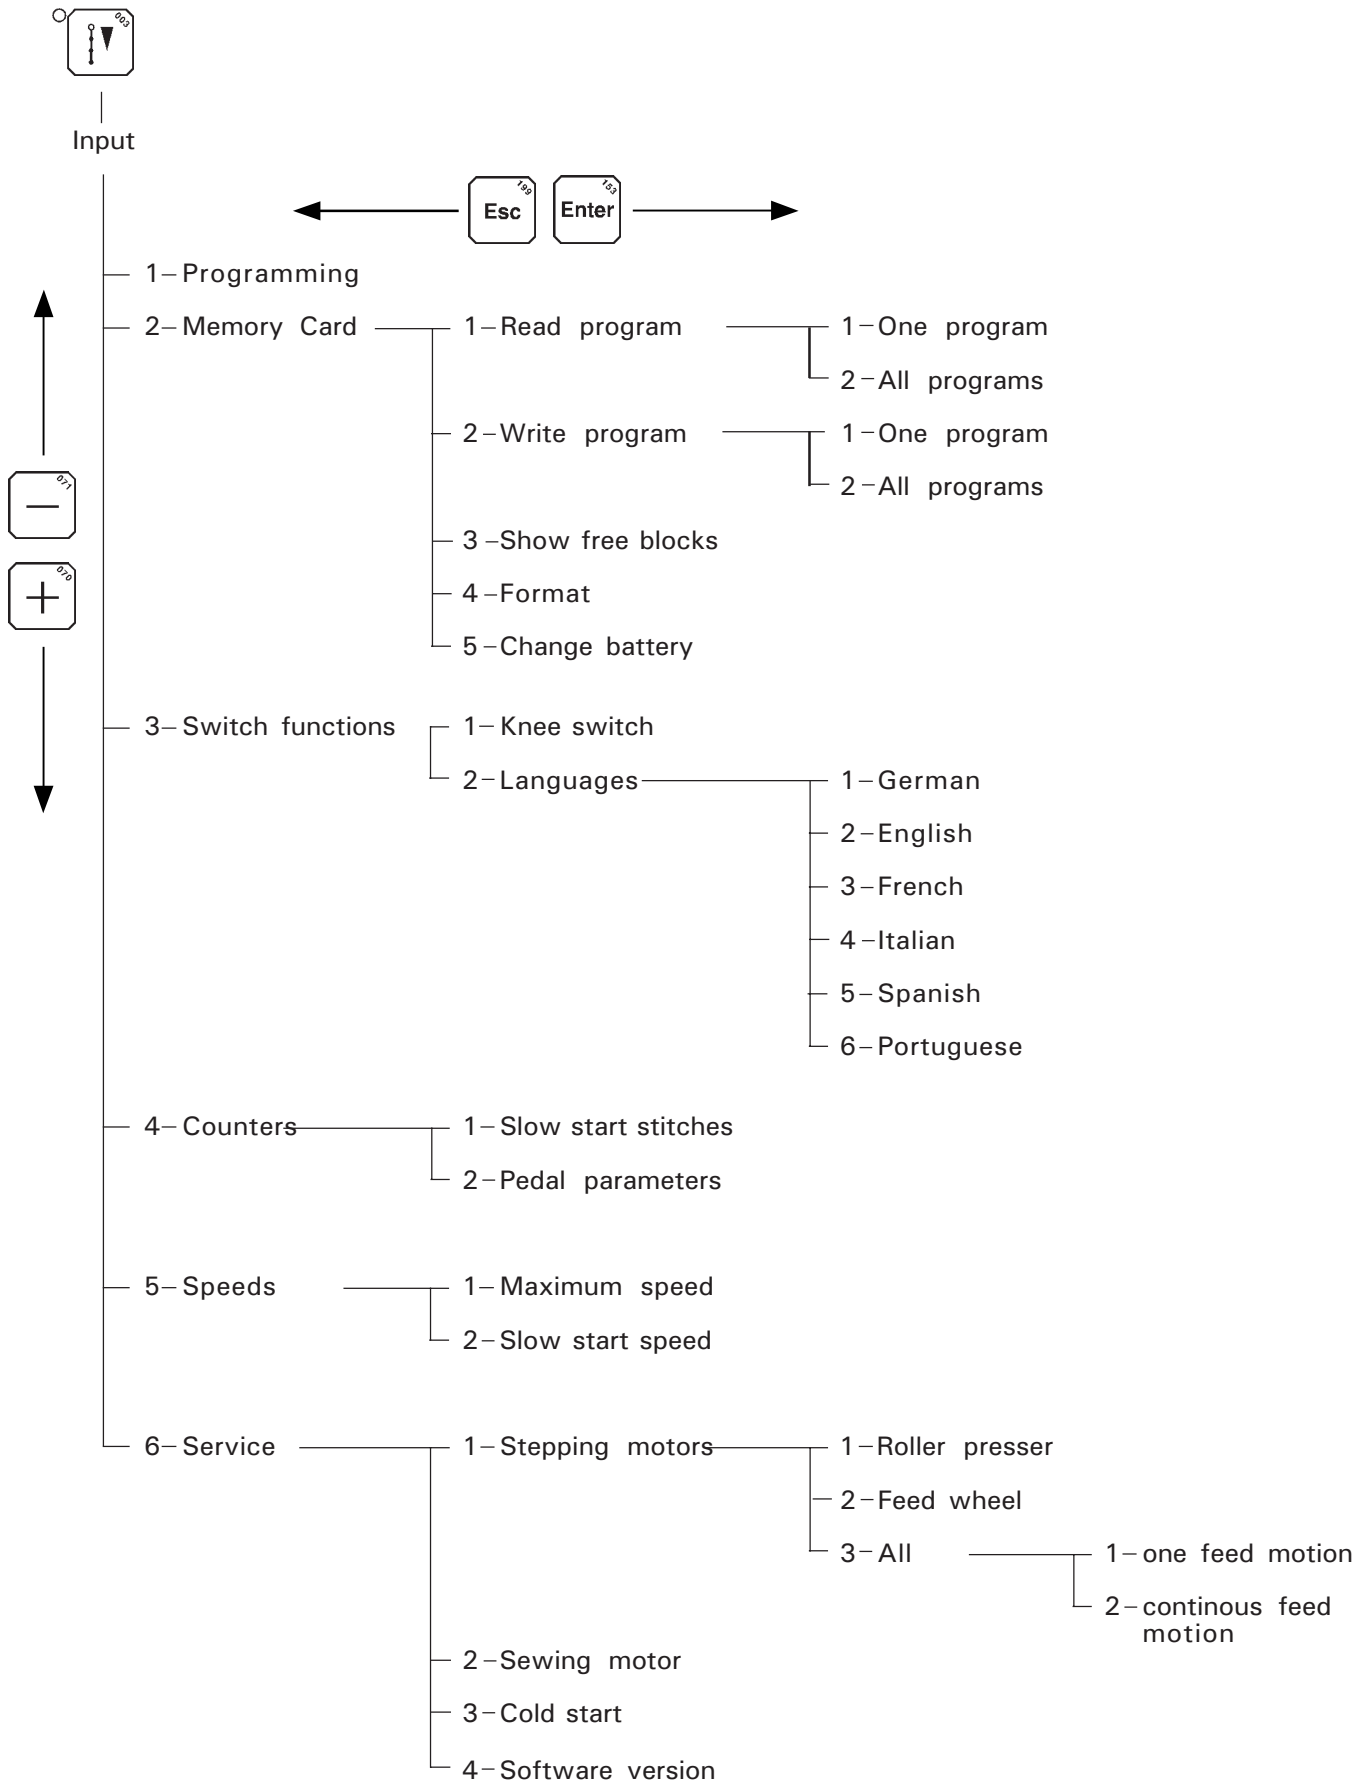 003
Input
199
Esc
153
Enter
1– Programming
2– Memory Card
1– Read program
1– One program
2– All programs
2– Write program
1– One program
2– All programs
071
–
070
+
3 – Show free blocks
4 – Format
5 – Change battery
3– Switch functions
1– Knee switch
2– Languages
1– German
2– English
3– French
4– Italian
5– Spanish
6– Portuguese
4– Counters
1– Slow start stitches
2– Pedal parameters
5– Speeds
1– Maximum speed
2– Slow start speed
6– Service
1– Stepping motors
1– Roller presser
2– Feed wheel
3– All
1– one feed motion
2– continous feed
motion
2– Sewing motor
3– Cold start
4– Software version